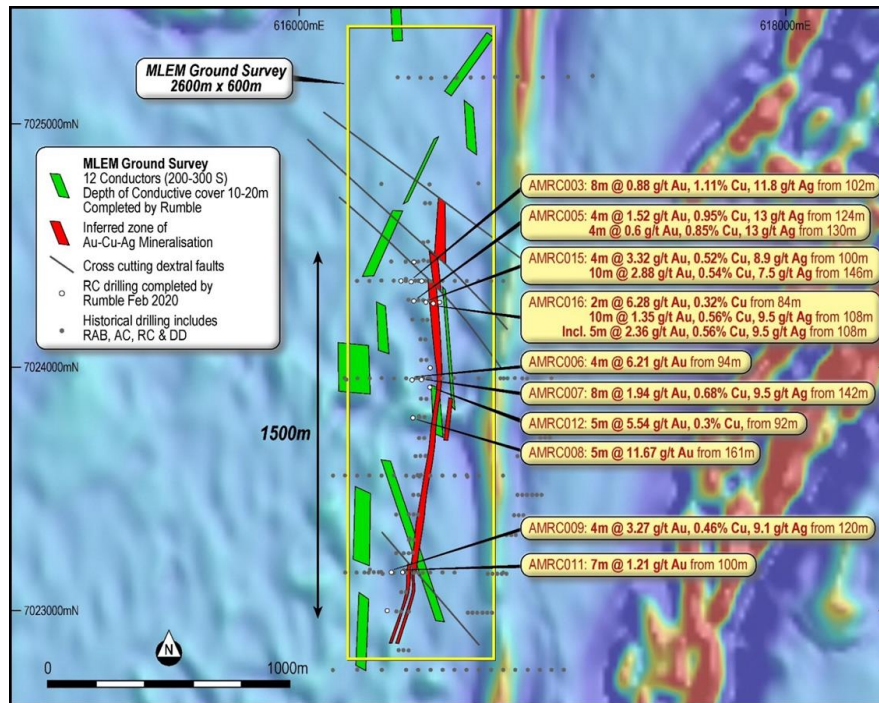 616000mE
618000mE
MLEM Ground Survey
2600m x 600m
7025000mN
MLEM Ground Survey
12 Conductors (200-300 S)
Depth of Conductive cover 10-20m
Completed by Rumble
Inferred zone of
Au-Cu-Ag Mineralisation
Cross cutting dextral faults
RC drilling completed by
Rumble Feb 2020
Historical drilling includes
RAB, AC, RC & DD
AMRC003: 8m @ 0.88 g/t Au, 1.11% Cu, 11.8 g/t Ag from 102m
AMRC005: 4m @ 1.52 g/t Au, 0.95% Cu, 13 g/t Ag from 124m
4m @ 0.6 g/t Au, 0.85% Cu, 13 g/t Ag from 130m
AMRC015: 4m @ 3.32 g/t Au, 0.52% Cu, 8.9 g/t Ag from 100m
10m @ 2.88 g/t Au, 0.54% Cu, 7.5 g/t Ag from 146m
AMRC016: 2m @ 6.28 g/t Au, 0.32% Cu from 84m
10m @ 1.35 g/t Au, 0.56% Cu, 9.5 g/t Ag from 108m
Incl. 5m @ 2.36 g/t Au, 0.56% Cu, 9.5 g/t Ag from 108m
7024000mN
AMRC006: 4m @ 6.21 g/t Au from 94m
AMRC007: 8m @ 1.94 g/t Au, 0.68% Cu, 9.5 g/t Ag from 142m
AMRC012: 5m @ 5.54 g/t Au, 0.3% Cu, from 92m
1500m
AMRC008: 5m @ 11.67 g/t Au from 161m
AMRC009: 4m @ 3.27 g/t Au, 0.46% Cu, 9.1 g/t Ag from 120m
AMRC011: 7m @ 1.21 g/t Au from 100m
7023000mN
N
0
1000m